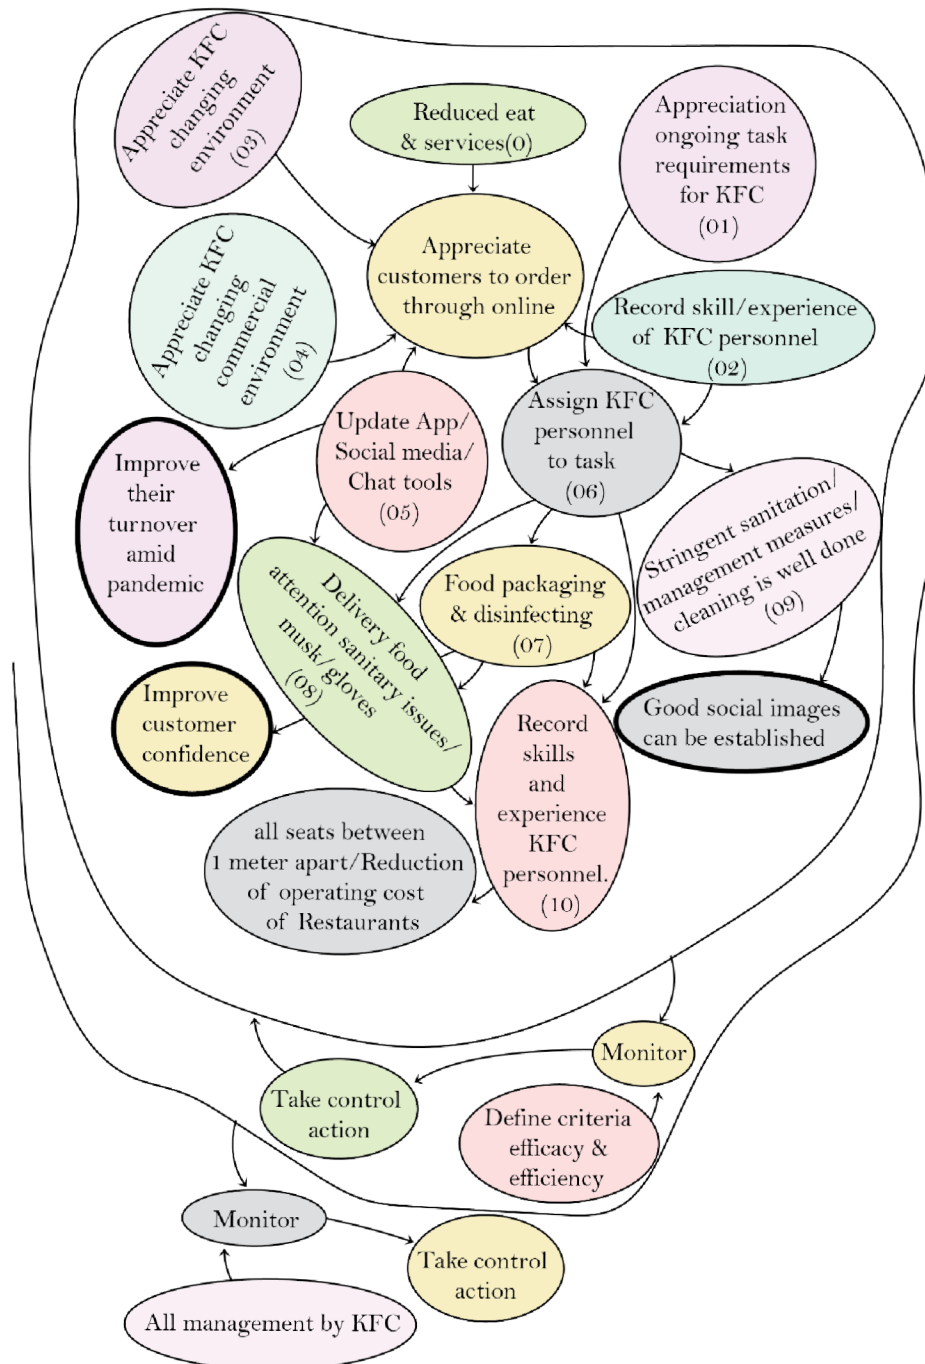 Appreciate KFC
changing
environment
(03)
Reduced eat
& services(0)
Appreciation
ongoing task
requirements
for KFC
(01)
Appreciate
customers to order
through online
Appreciate KFC
changing
commercial
environment
(04)
Record skill/experience
of KFC personnel
(02)
Update App/
Social media/
Chat tools
(05)
Assign KFC
personnel
to task
(06)
Improve
their
turnover
amid
pandemic
Stringent sanitation/
management measures/
cleaning is well done
(09)
Delivery food
attention sanitary issues/
musk/gloves
(08)
Food packaging
& disinfecting
(07)
Improve
customer
confidence
Good social images
can be established
Record
skills
and
experience
KFC
personnel.
(10)
all seats between
1 meter apart/Reduction
of operating cost
of Restaurants
Monitor
Take control
action
Define criteria
efficacy &
efficiency
Monitor
Take control
action
All management by KFC